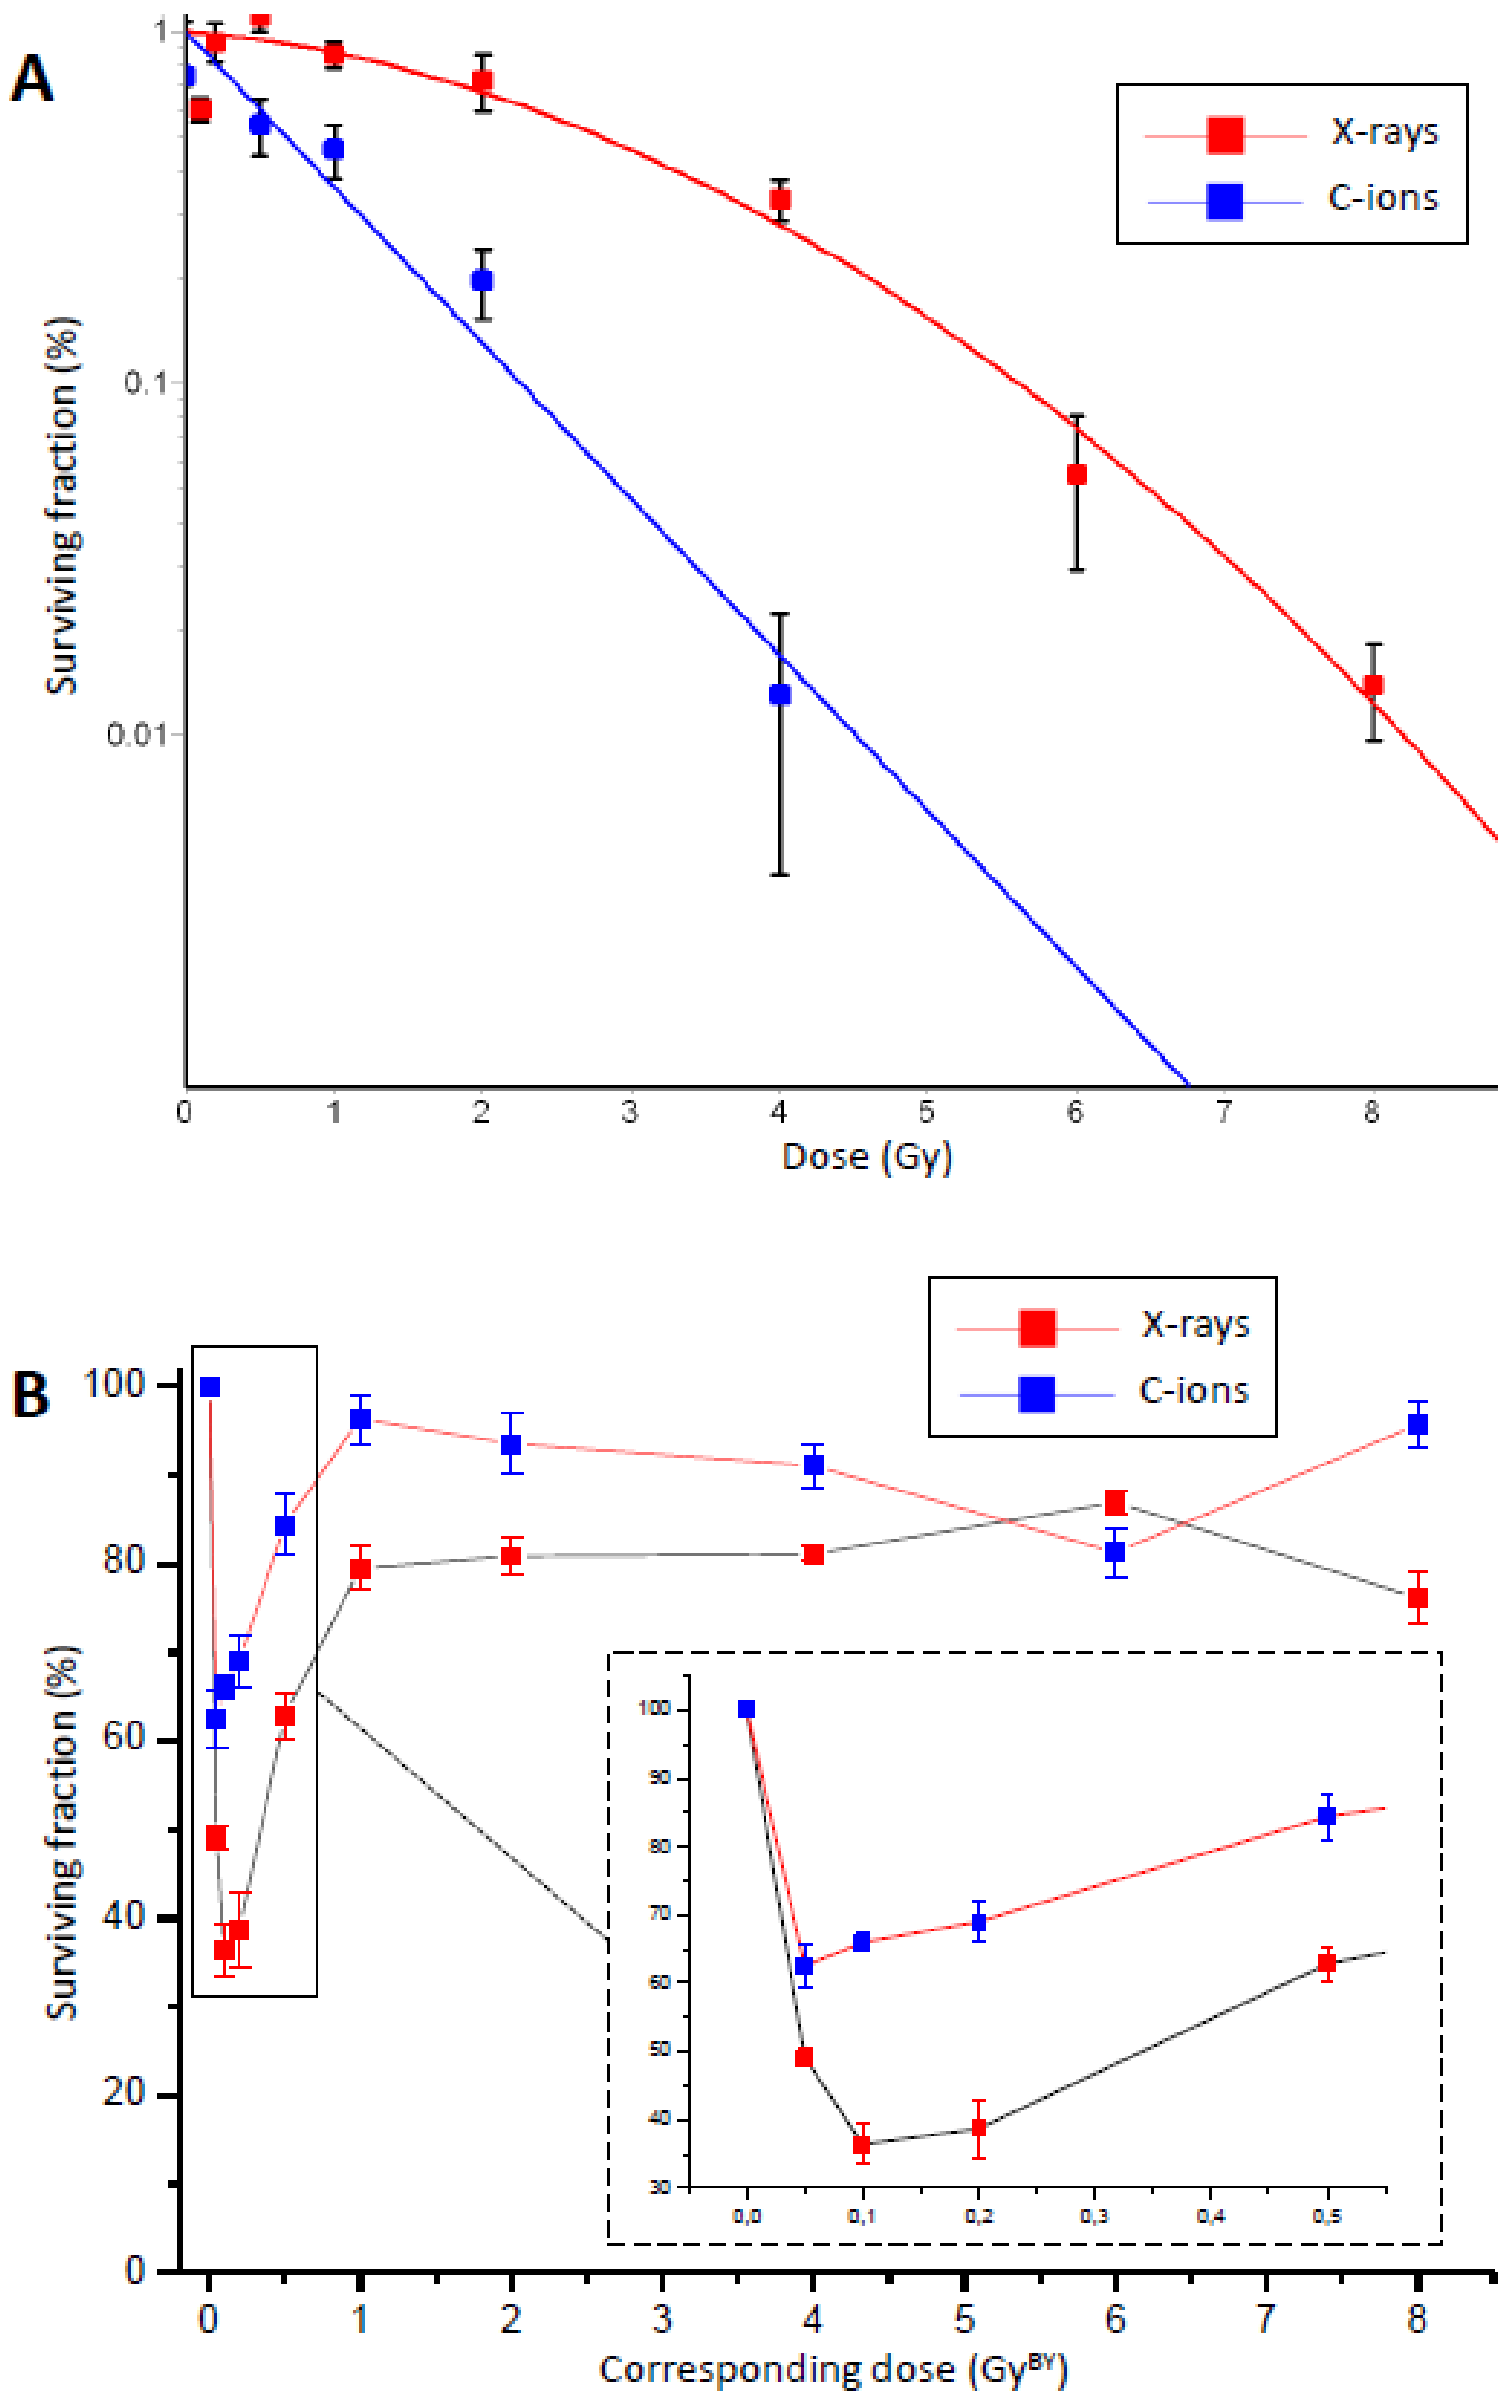 A
1
0.1
0.01
Surviving fraction (%)
X-rays
C-ions
0 1 2 3 4 5 6 7 8
Dose (Gy)
B
X-rays
C-ions
100
80
60
40
20
0
Surviving fraction (%)
100
90
80
70
60
50
40
30
0,0 0,1 0,2 0,3 0,4 0,5
0 1 2 3 4 5 6 7 8
Corresponding dose (Gyᴮʸ)